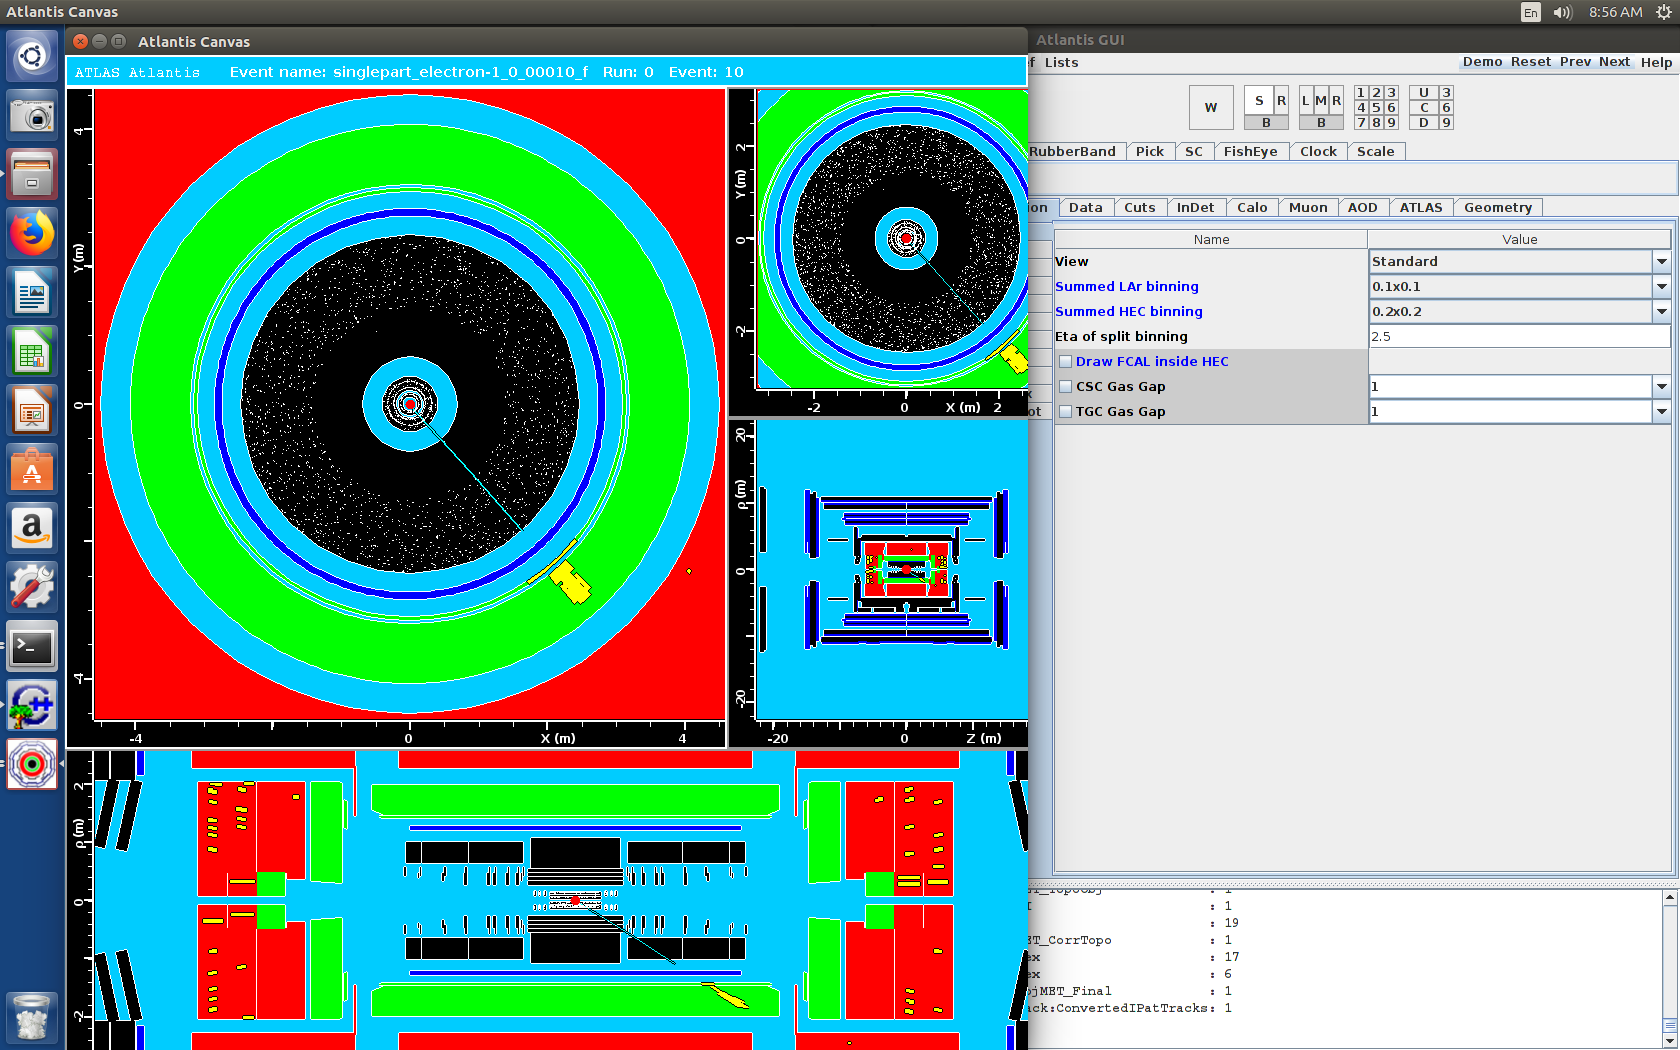 Atlantis Canvas
En
8:56 AM
Atlantis Canvas
Atlantis GUI
ATLAS Atlantis Event name: singlepart_electron-1_0_00010_f Run: 0 Event: 10
Lists
Demo Reset Prev Next Help
W
S R
B
L M R
B
1 2 3
4 5 6
7 8 9
U 3
C 6
D 9
RubberBand Pick SC FishEye Clock Scale
ion Data Cuts InDet Calo Muon AOD ATLAS Geometry
Name Value
View Standard
Summed LAr binning 0.1x0.1
Summed HEC binning 0.2x0.2
Eta of split binning 2.5
Draw FCAL inside HEC
CSC Gas Gap 1
TGC Gas Gap 1
4
Y (m)
0
-4
-4 0 X (m) 4
2
Y (m)
0
-2
-2 0 X (m) 2
20
ρ (m)
0
-20
-20 0 Z (m)
2
ρ (m)
0
-2
: 1
: 19
ET_CorrTopo : 1
ex : 17
ex : 6
ojMET_Final : 1
ack:ConvertedIPatTracks: 1